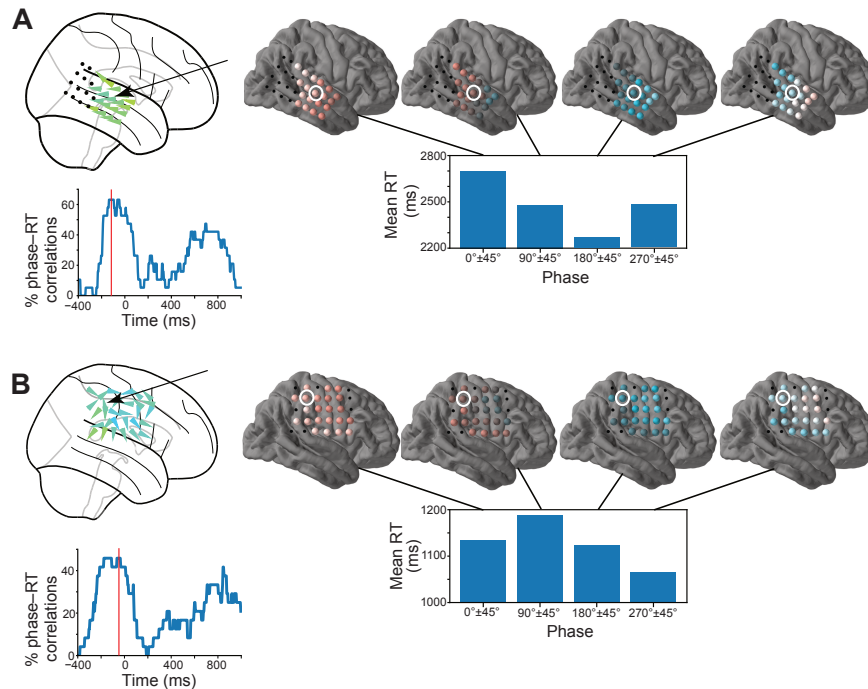 A
% phase–RT
correlations
60
40
20
0
−400
0
400
800
Time (ms)
Mean RT
(ms)
2800
2500
2200
0°±45°
90°±45°
180°±45°
270°±45°
Phase
B
% phase–RT
correlations
40
20
0
−400
0
400
800
Time (ms)
Mean RT
(ms)
1200
1100
1000
0°±45°
90°±45°
180°±45°
270°±45°
Phase